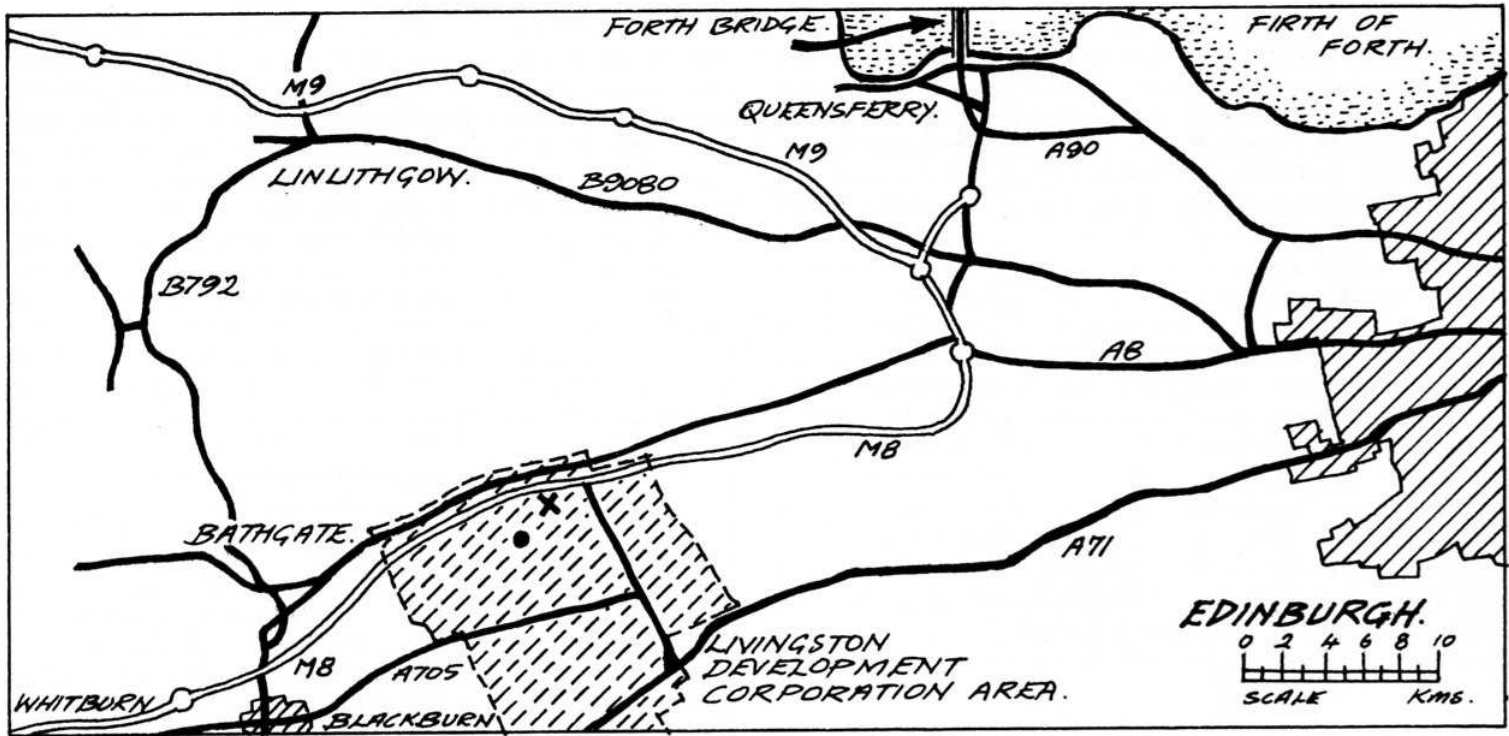 FORTH BRIDGE.
FIRTH OF
FORTH.
M9
QUEENSFERRY.
M9
A90
LINLITHGOW.
B9080
B792
A8
M8
BATHGATE.
X
A71
EDINBURGH.
0 2 4 6 8 10
SCALE Kms.
LIVINGSTON
DEVELOPMENT
CORPORATION AREA.
M8
A705
WHITBURN
BLACKBURN